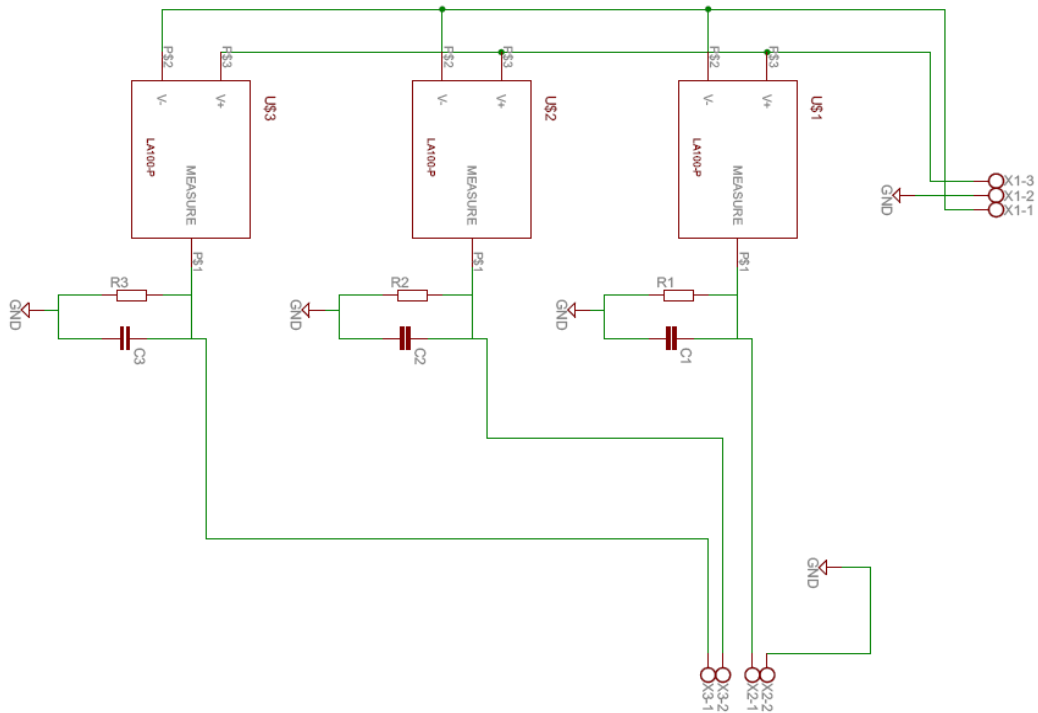 P$2
P$3
P$2
P$3
P$2
P$3
V-
V+
U$3
V-
V+
U$2
V-
V+
U$1
LA100-P
MEASURE
LA100-P
MEASURE
LA100-P
MEASURE
X1-3
X1-2
X1-1
GND
P$1
P$1
P$1
R3
R2
R1
GND
GND
GND
C3
C2
C1
GND
X3-1
X3-2
X2-1
X2-2